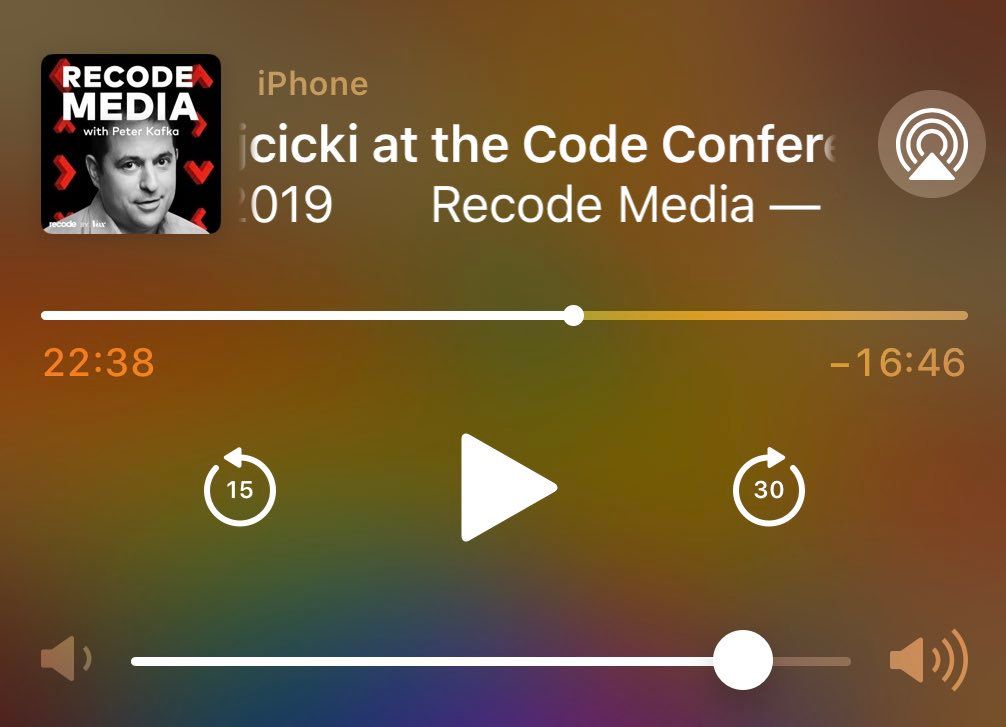 RECODE
MEDIA
with Peter Kafka
recode BY Vox
iPhone
jcicki at the Code Confere
2019
Recode Media —
22:38
−16:46
15
30